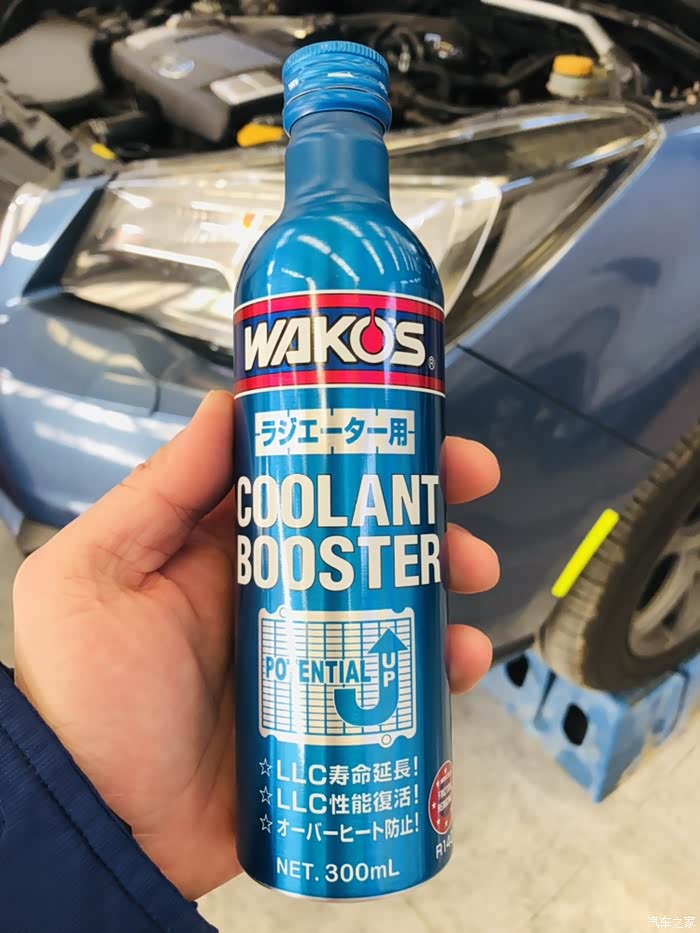 WAKO'S®
ラジエーター用
COOLANT
BOOSTER
POTENTIAL
UP
☆LLC寿命延長!
☆LLC性能復活!
☆オーバーヒート防止!
NET. 300mL
汽车之家